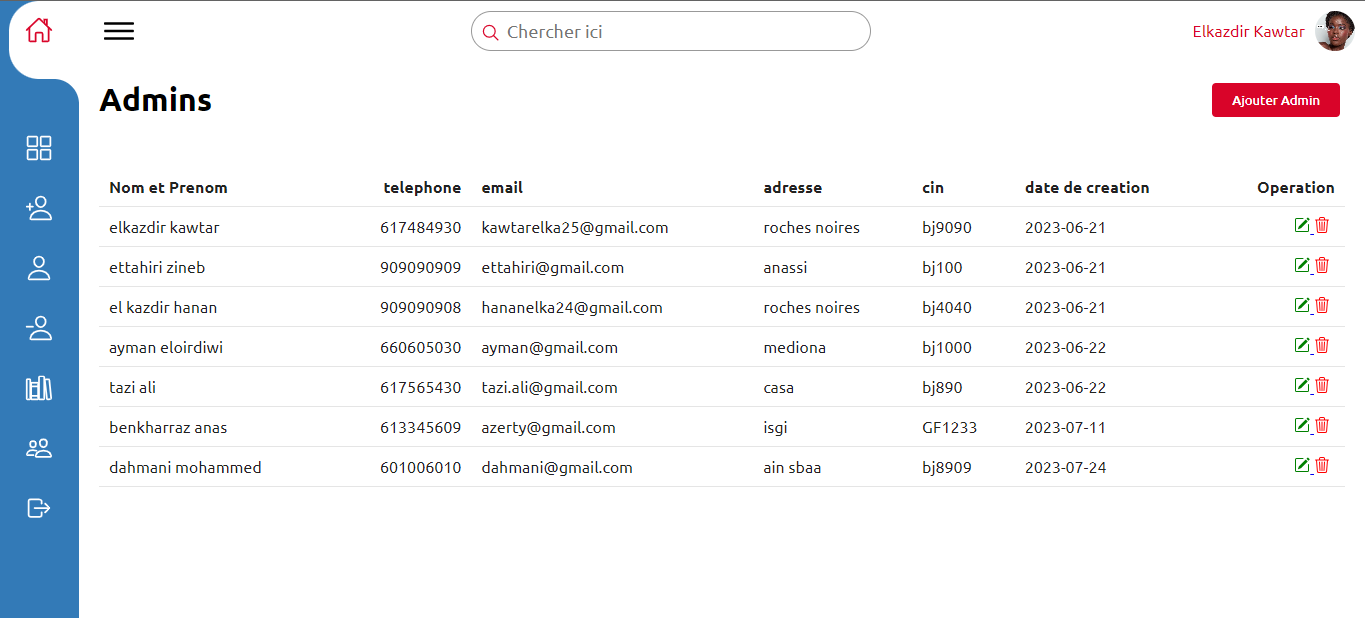 Chercher ici
Elkazdir Kawtar
Admins
Ajouter Admin
Nom et Prenom telephone email adresse cin date de creation Operation
elkazdir kawtar 617484930 kawtarelka25@gmail.com roches noires bj9090 2023-06-21
ettahiri zineb 909090909 ettahiri@gmail.com anassi bj100 2023-06-21
el kazdir hanan 909090908 hananelka24@gmail.com roches noires bj4040 2023-06-21
ayman eloirdiwi 660605030 ayman@gmail.com mediona bj1000 2023-06-22
tazi ali 617565430 tazi.ali@gmail.com casa bj890 2023-06-22
benkharraz anas 613345609 azerty@gmail.com isgi GF1233 2023-07-11
dahmani mohammed 601006010 dahmani@gmail.com ain sbaa bj8909 2023-07-24